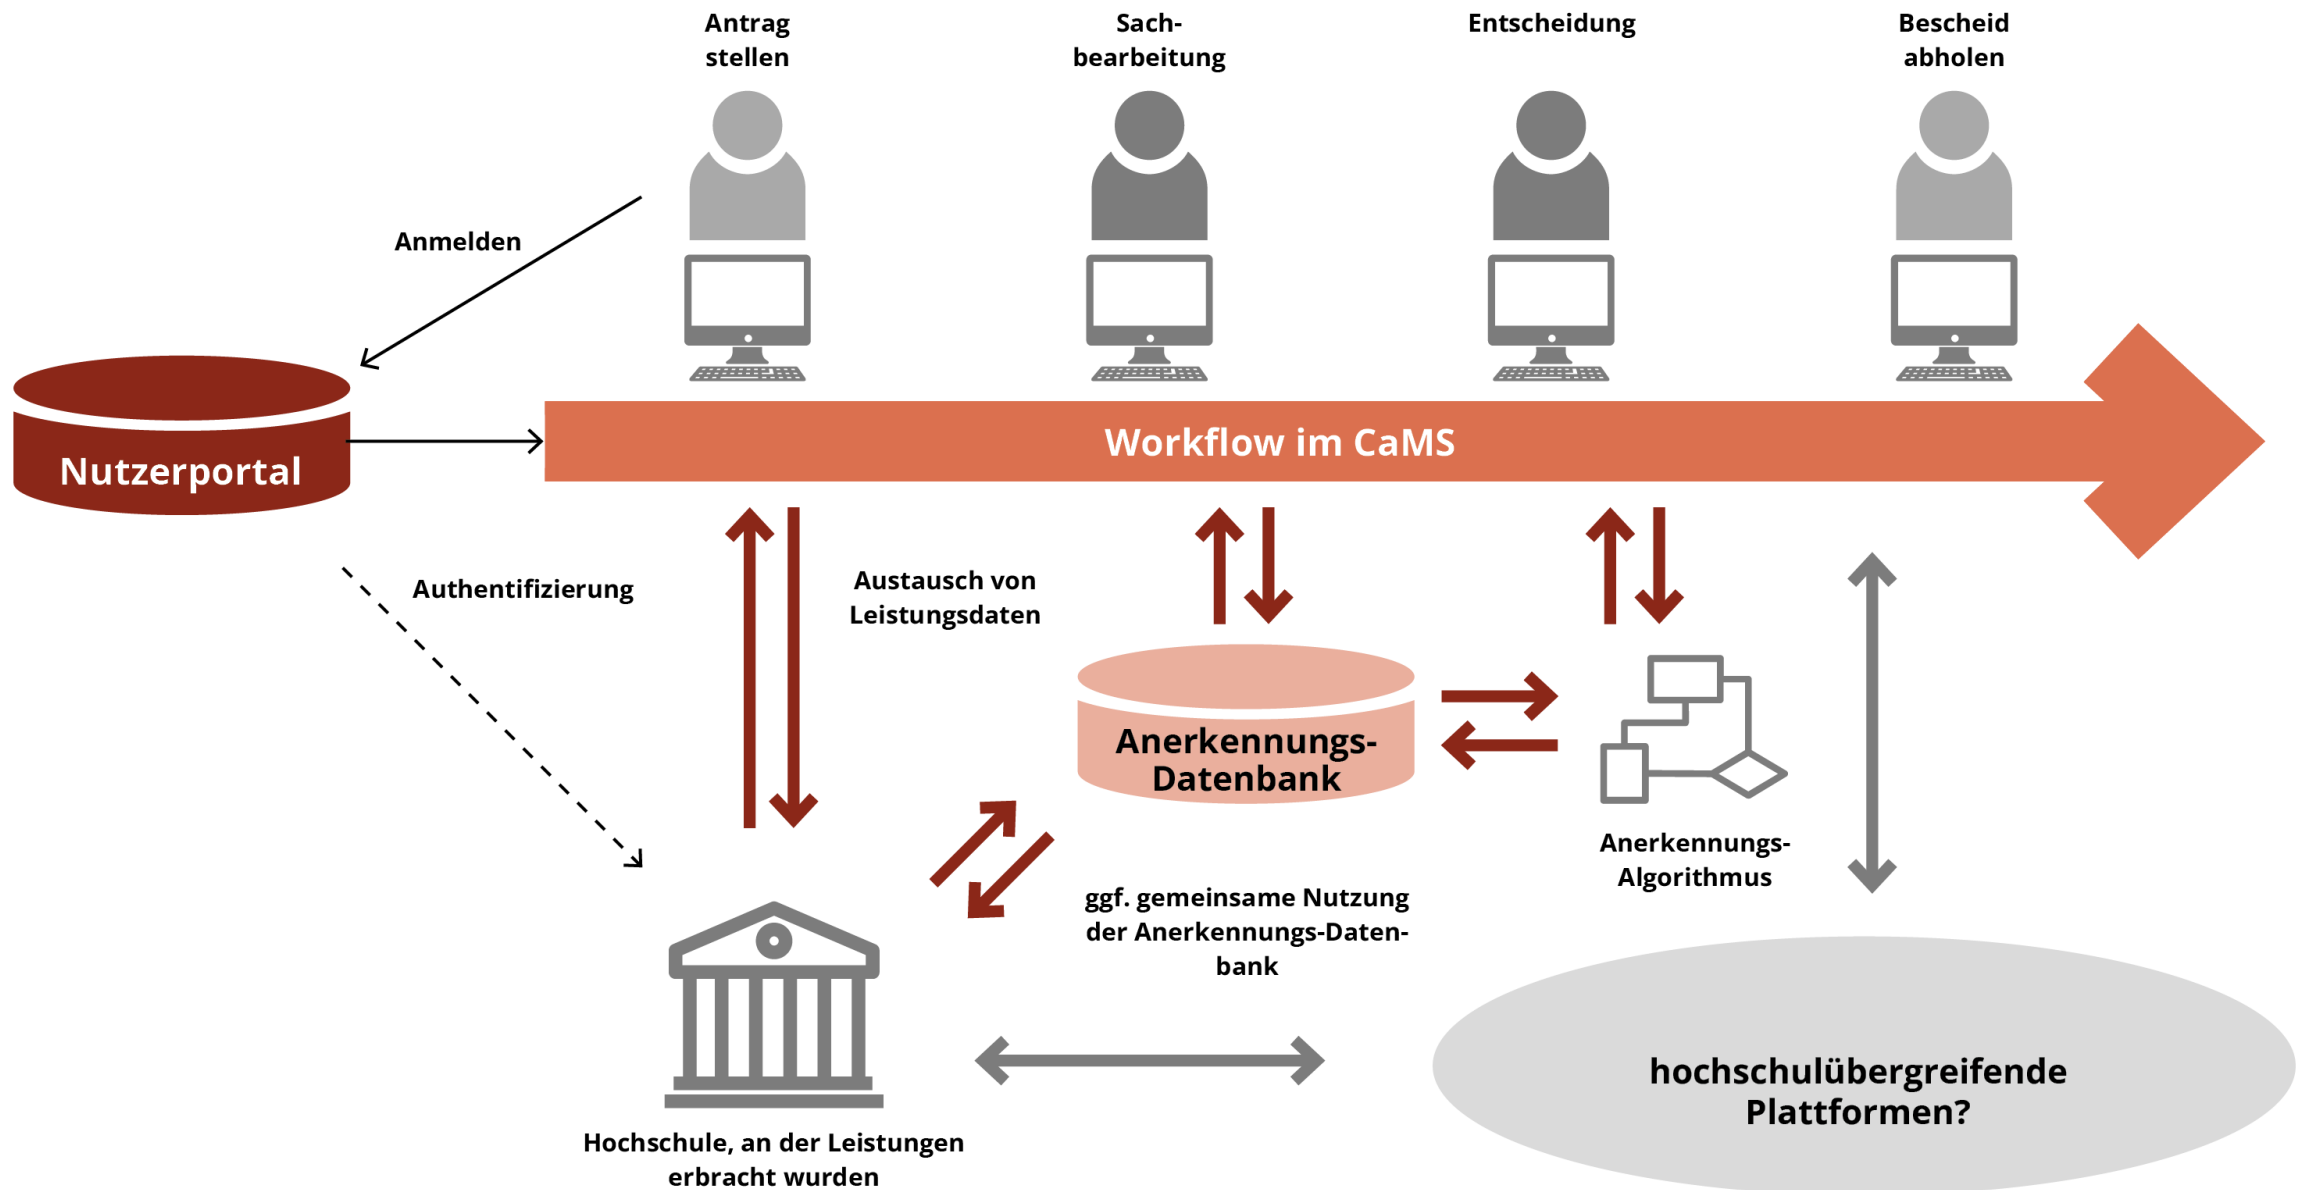 Antrag
stellen
Sach-
bearbeitung
Entscheidung
Bescheid
abholen
Anmelden
Nutzerportal
Workflow im CaMS
Authentifizierung
Austausch von
Leistungsdaten
Anerkennungs-
Datenbank
Anerkennungs-
Algorithmus
ggf. gemeinsame Nutzung
der Anerkennungs-Daten-
bank
hochschulübergreifende
Plattformen?
Hochschule, an der Leistungen
erbracht wurden